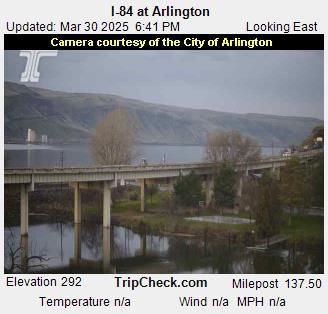 I-84 at Arlington
Updated: Mar 30 2025 6:41 PM Looking East
Camera courtesy of the City of Arlington
Elevation 292 TripCheck.com Milepost 137.50
Temperature n/a Wind n/a MPH n/a